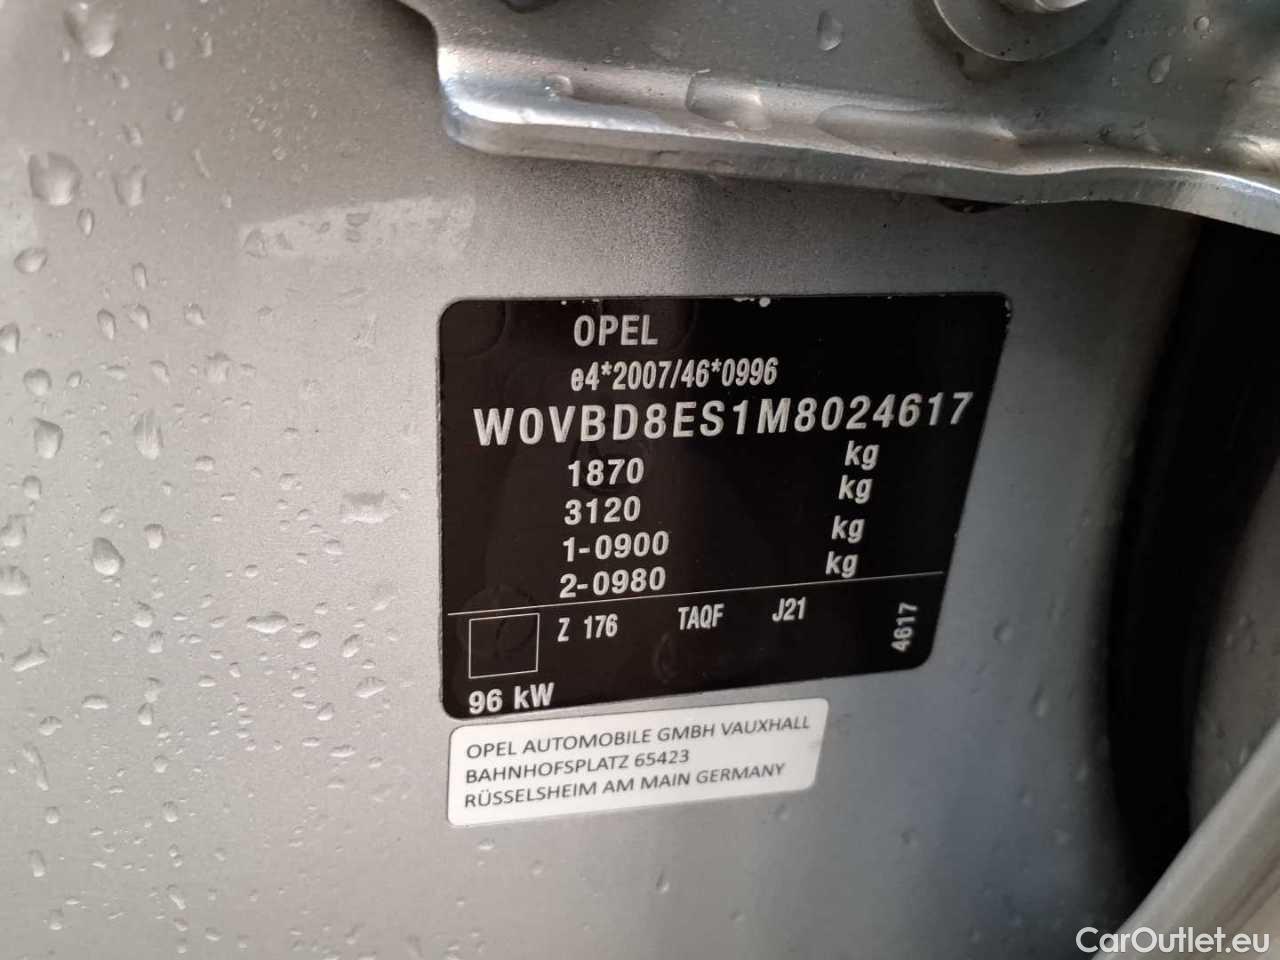 OPEL
e4*2007/46*0996
W0VBD8ES1M8024617
1870 kg
3120 kg
1-0900 kg
2-0980 kg
Z 176 TAQF J21
4617
96 kW
OPEL AUTOMOBILE GMBH VAUXHALL
BAHNHOFSPLATZ 65423
RÜSSELSHEIM AM MAIN GERMANY
CarOutlet.eu